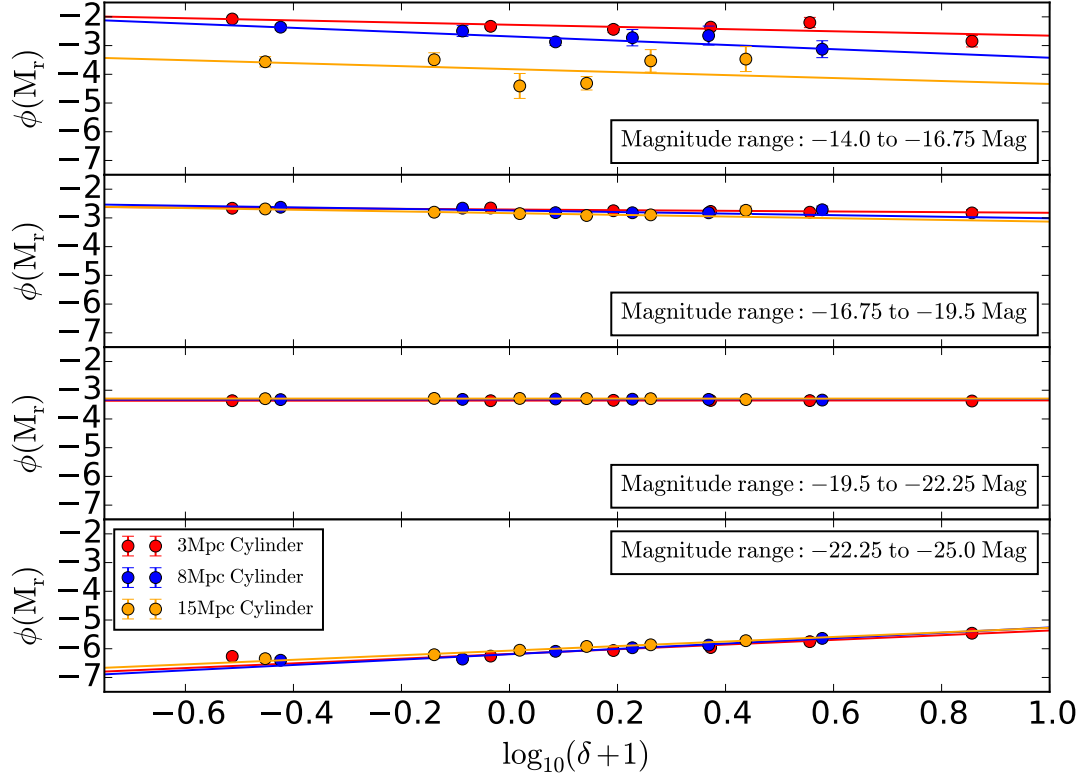 −2
−3
−4
−5
−6
−7
ϕ(M_r)
Magnitude range: −14.0 to −16.75 Mag
−2
−3
−4
−5
−6
−7
ϕ(M_r)
Magnitude range: −16.75 to −19.5 Mag
−2
−3
−4
−5
−6
−7
ϕ(M_r)
Magnitude range: −19.5 to −22.25 Mag
−2
−3
−4
−5
−6
−7
ϕ(M_r)
Magnitude range: −22.25 to −25.0 Mag
3Mpc Cylinder
8Mpc Cylinder
15Mpc Cylinder
−0.6 −0.4 −0.2 0.0 0.2 0.4 0.6 0.8 1.0
log₁₀(δ+1)